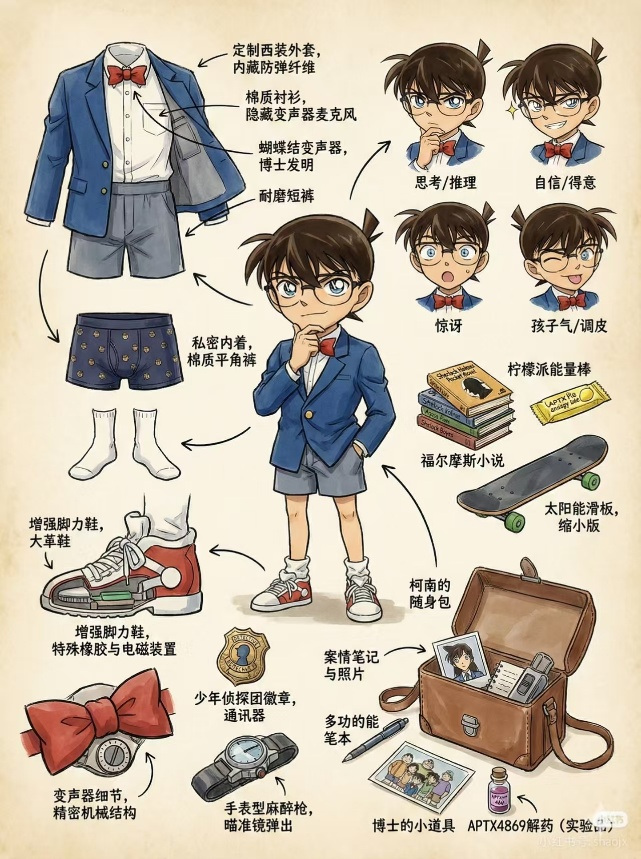 定制西装外套，
内藏防弹纤维
棉质衬衫，
隐藏变声器麦克风
蝴蝶结变声器，
博士发明
耐磨短裤
思考/推理
自信/得意
惊讶
孩子气/调皮
私密内着，
棉质平角裤
柠檬派能量棒
福尔摩斯小说
太阳能滑板，
缩小版
增强脚力鞋，
大革鞋
增强脚力鞋，
特殊橡胶与电磁装置
柯南的
随身包
案情笔记
与照片
少年侦探团徽章，
通讯器
多功的能
笔本
变声器细节，
精密机械结构
手表型麻醉枪，
瞄准镜弹出
博士的小道具
APTX4869解药（实验品）
小红书